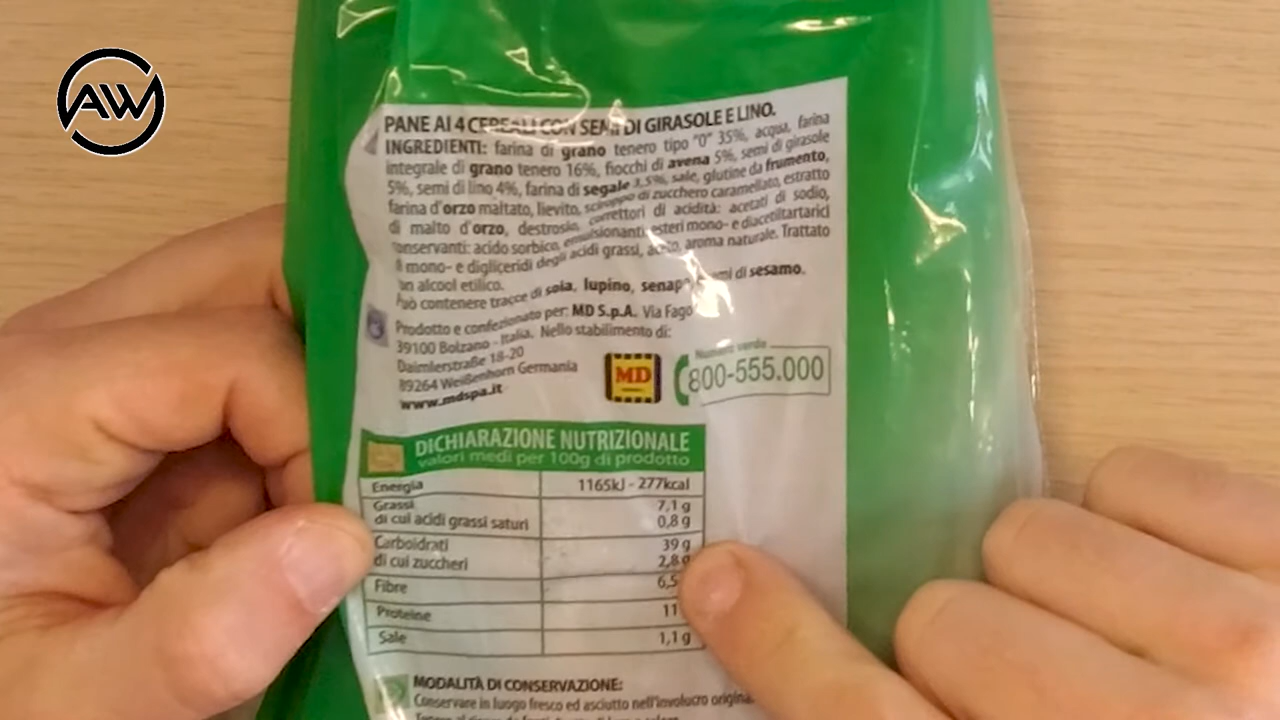 AW
PANE AI 4 CEREALI CON SEMI DI GIRASOLE E LINO.
INGREDIENTI: farina di grano tenero tipo "0" 35%, acqua, farina
integrale di grano tenero 16%, fiocchi di avena 5%, semi di girasole
5%, semi di lino 4%, farina di segale 3,5%, sale, glutine da frumento,
farina d'orzo maltato, lievito, sciroppo di zucchero caramellato, estratto
di malto d'orzo, destrosio, correttori di acidità: acetati di sodio,
conservanti: acido sorbico, emulsionanti: esteri mono- e diacetiltartarici
di mono- e digliceridi degli acidi grassi, aceto, aroma naturale. Trattato
con alcool etilico.
Può contenere tracce di soia, lupino, senape semi di sesamo.
Prodotto e confezionato per: MD S.p.A. Via Fago
39100 Bolzano - Italia. Nello stabilimento di:
Daimlerstraße 18-20
89264 Weißenhorn Germania
www.mdspa.it
MD
Numero verde
800-555.000
DICHIARAZIONE NUTRIZIONALE
valori medi per 100g di prodotto
Energia 1165kJ - 277kcal
Grassi 7,1 g
di cui acidi grassi saturi 0,8 g
Carboidrati 39 g
di cui zuccheri 2,8 g
Fibre 6,5
Proteine 11
Sale 1,1 g
MODALITÀ DI CONSERVAZIONE:
Conservare in luogo fresco ed asciutto nell'involucro origina